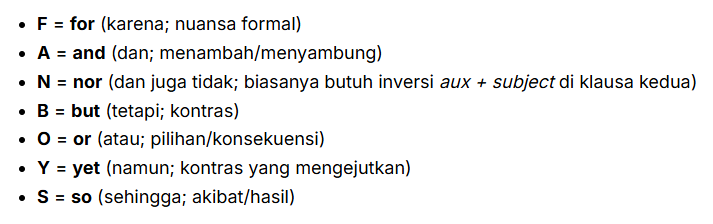 • F = for (karena; nuansa formal)
• A = and (dan; menambah/menyambung)
• N = nor (dan juga tidak; biasanya butuh inversi aux + subject di klausa kedua)
• B = but (tetapi; kontras)
• O = or (atau; pilihan/konsekuensi)
• Y = yet (namun; kontras yang mengejutkan)
• S = so (sehingga; akibat/hasil)